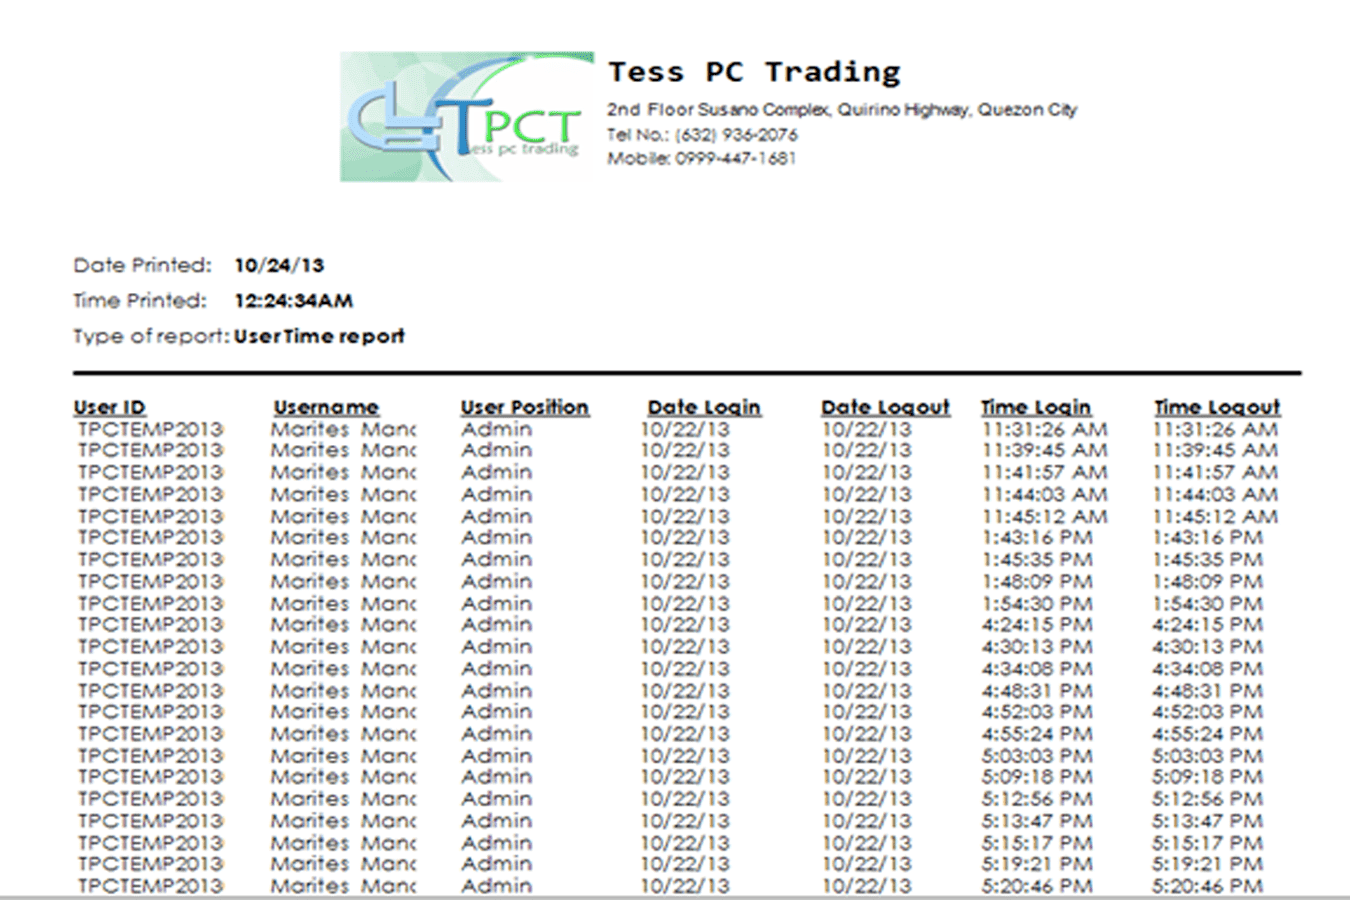 TPCT
ess pc trading
Tess PC Trading
2nd Floor Susano Complex, Quirino Highway, Quezon City
Tel No.: (632) 936-2076
Mobile: 0999-447-1681
Date Printed: 10/24/13
Time Printed: 12:24:34AM
Type of report: User Time report
User ID Username User Position Date Login Date Logout Time Login Time Logout
TPCTEMP2013 Marites Manc Admin 10/22/13 10/22/13 11:31:26 AM 11:31:26 AM
TPCTEMP2013 Marites Manc Admin 10/22/13 10/22/13 11:39:45 AM 11:39:45 AM
TPCTEMP2013 Marites Manc Admin 10/22/13 10/22/13 11:41:57 AM 11:41:57 AM
TPCTEMP2013 Marites Manc Admin 10/22/13 10/22/13 11:44:03 AM 11:44:03 AM
TPCTEMP2013 Marites Manc Admin 10/22/13 10/22/13 11:45:12 AM 11:45:12 AM
TPCTEMP2013 Marites Manc Admin 10/22/13 10/22/13 1:43:16 PM 1:43:16 PM
TPCTEMP2013 Marites Manc Admin 10/22/13 10/22/13 1:45:35 PM 1:45:35 PM
TPCTEMP2013 Marites Manc Admin 10/22/13 10/22/13 1:48:09 PM 1:48:09 PM
TPCTEMP2013 Marites Manc Admin 10/22/13 10/22/13 1:54:30 PM 1:54:30 PM
TPCTEMP2013 Marites Manc Admin 10/22/13 10/22/13 4:24:15 PM 4:24:15 PM
TPCTEMP2013 Marites Manc Admin 10/22/13 10/22/13 4:30:13 PM 4:30:13 PM
TPCTEMP2013 Marites Manc Admin 10/22/13 10/22/13 4:34:08 PM 4:34:08 PM
TPCTEMP2013 Marites Manc Admin 10/22/13 10/22/13 4:48:31 PM 4:48:31 PM
TPCTEMP2013 Marites Manc Admin 10/22/13 10/22/13 4:52:03 PM 4:52:03 PM
TPCTEMP2013 Marites Manc Admin 10/22/13 10/22/13 4:55:24 PM 4:55:24 PM
TPCTEMP2013 Marites Manc Admin 10/22/13 10/22/13 5:03:03 PM 5:03:03 PM
TPCTEMP2013 Marites Manc Admin 10/22/13 10/22/13 5:09:18 PM 5:09:18 PM
TPCTEMP2013 Marites Manc Admin 10/22/13 10/22/13 5:12:56 PM 5:12:56 PM
TPCTEMP2013 Marites Manc Admin 10/22/13 10/22/13 5:13:47 PM 5:13:47 PM
TPCTEMP2013 Marites Manc Admin 10/22/13 10/22/13 5:15:17 PM 5:15:17 PM
TPCTEMP2013 Marites Manc Admin 10/22/13 10/22/13 5:19:21 PM 5:19:21 PM
TPCTEMP2013 Marites Manc Admin 10/22/13 10/22/13 5:20:46 PM 5:20:46 PM